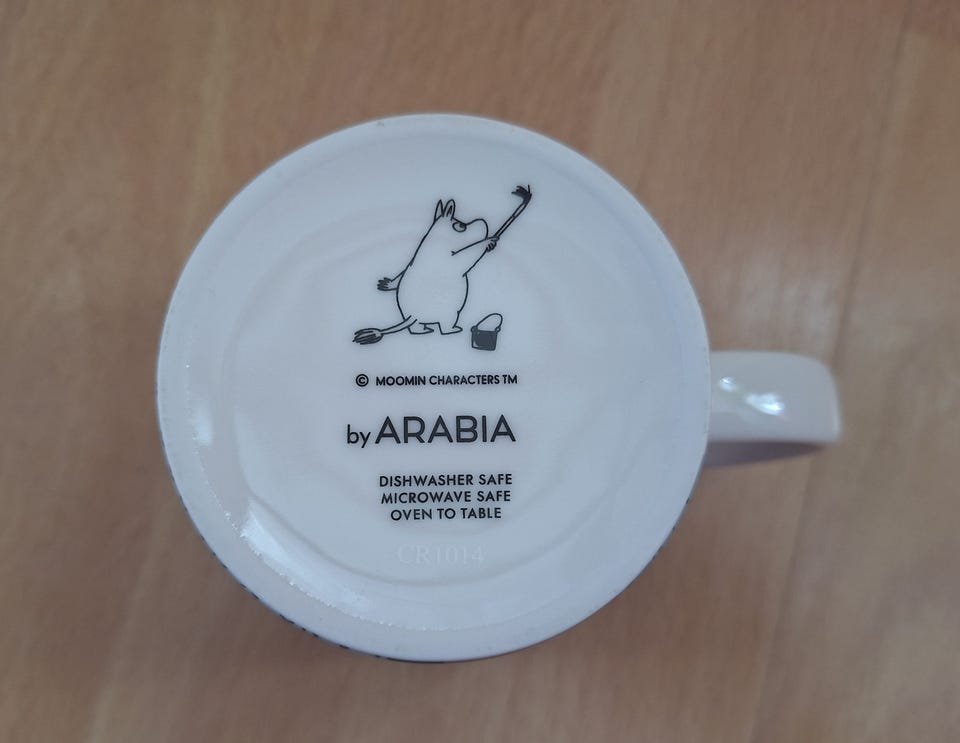 © MOOMIN CHARACTERS TM
by ARABIA
DISHWASHER SAFE
MICROWAVE SAFE
OVEN TO TABLE
CR1014